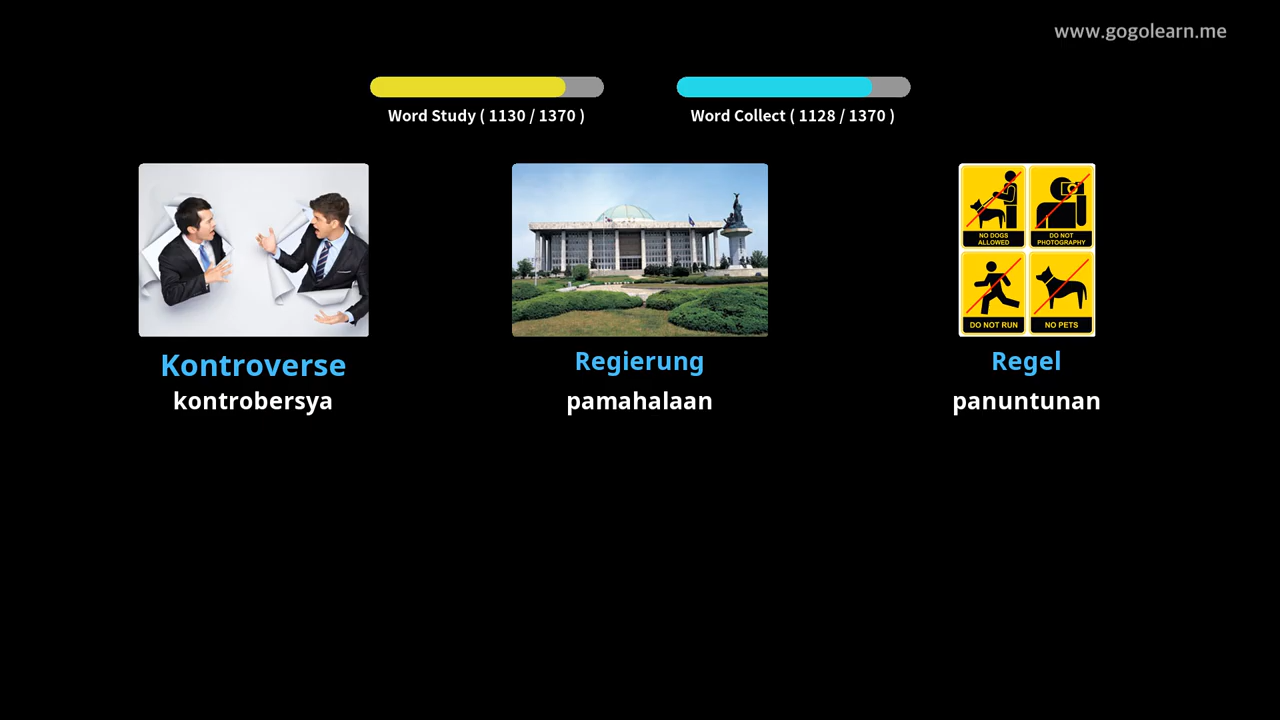 www.gogolearn.me
Word Study ( 1130 / 1370 )
Word Collect ( 1128 / 1370 )
NO DOGS
ALLOWED
DO NOT
PHOTOGRAPHY
DO NOT RUN
NO PETS
Kontroverse
Regierung
Regel
kontrobersya
pamahalaan
panuntunan